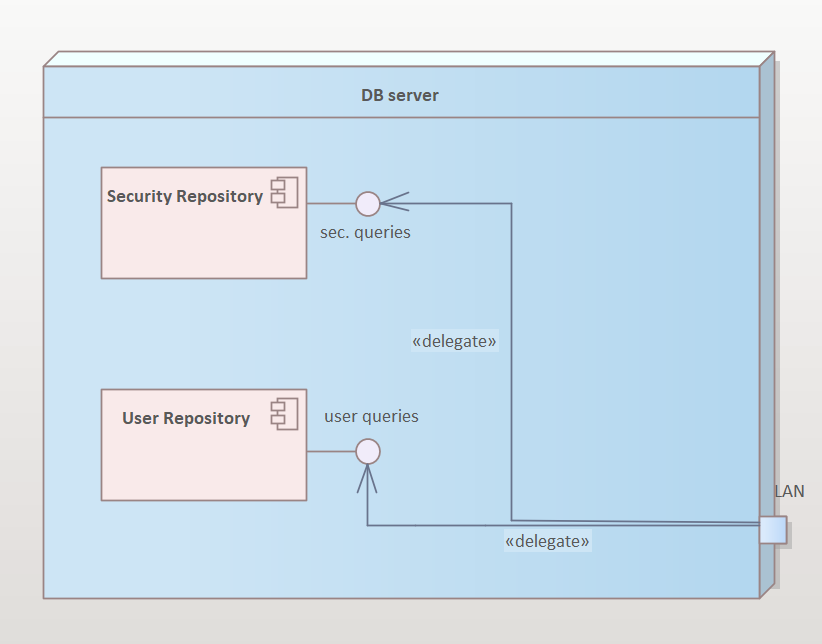 DB server
Security Repository
sec. queries
«delegate»
User Repository
user queries
LAN
«delegate»